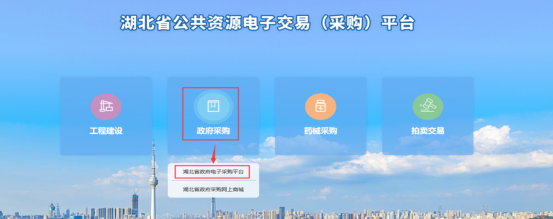 湖北省公共资源电子交易（采购）平台
工程建设
政府采购
药械采购
拍卖交易
湖北省政府电子采购平台
湖北省政府采购网上商城